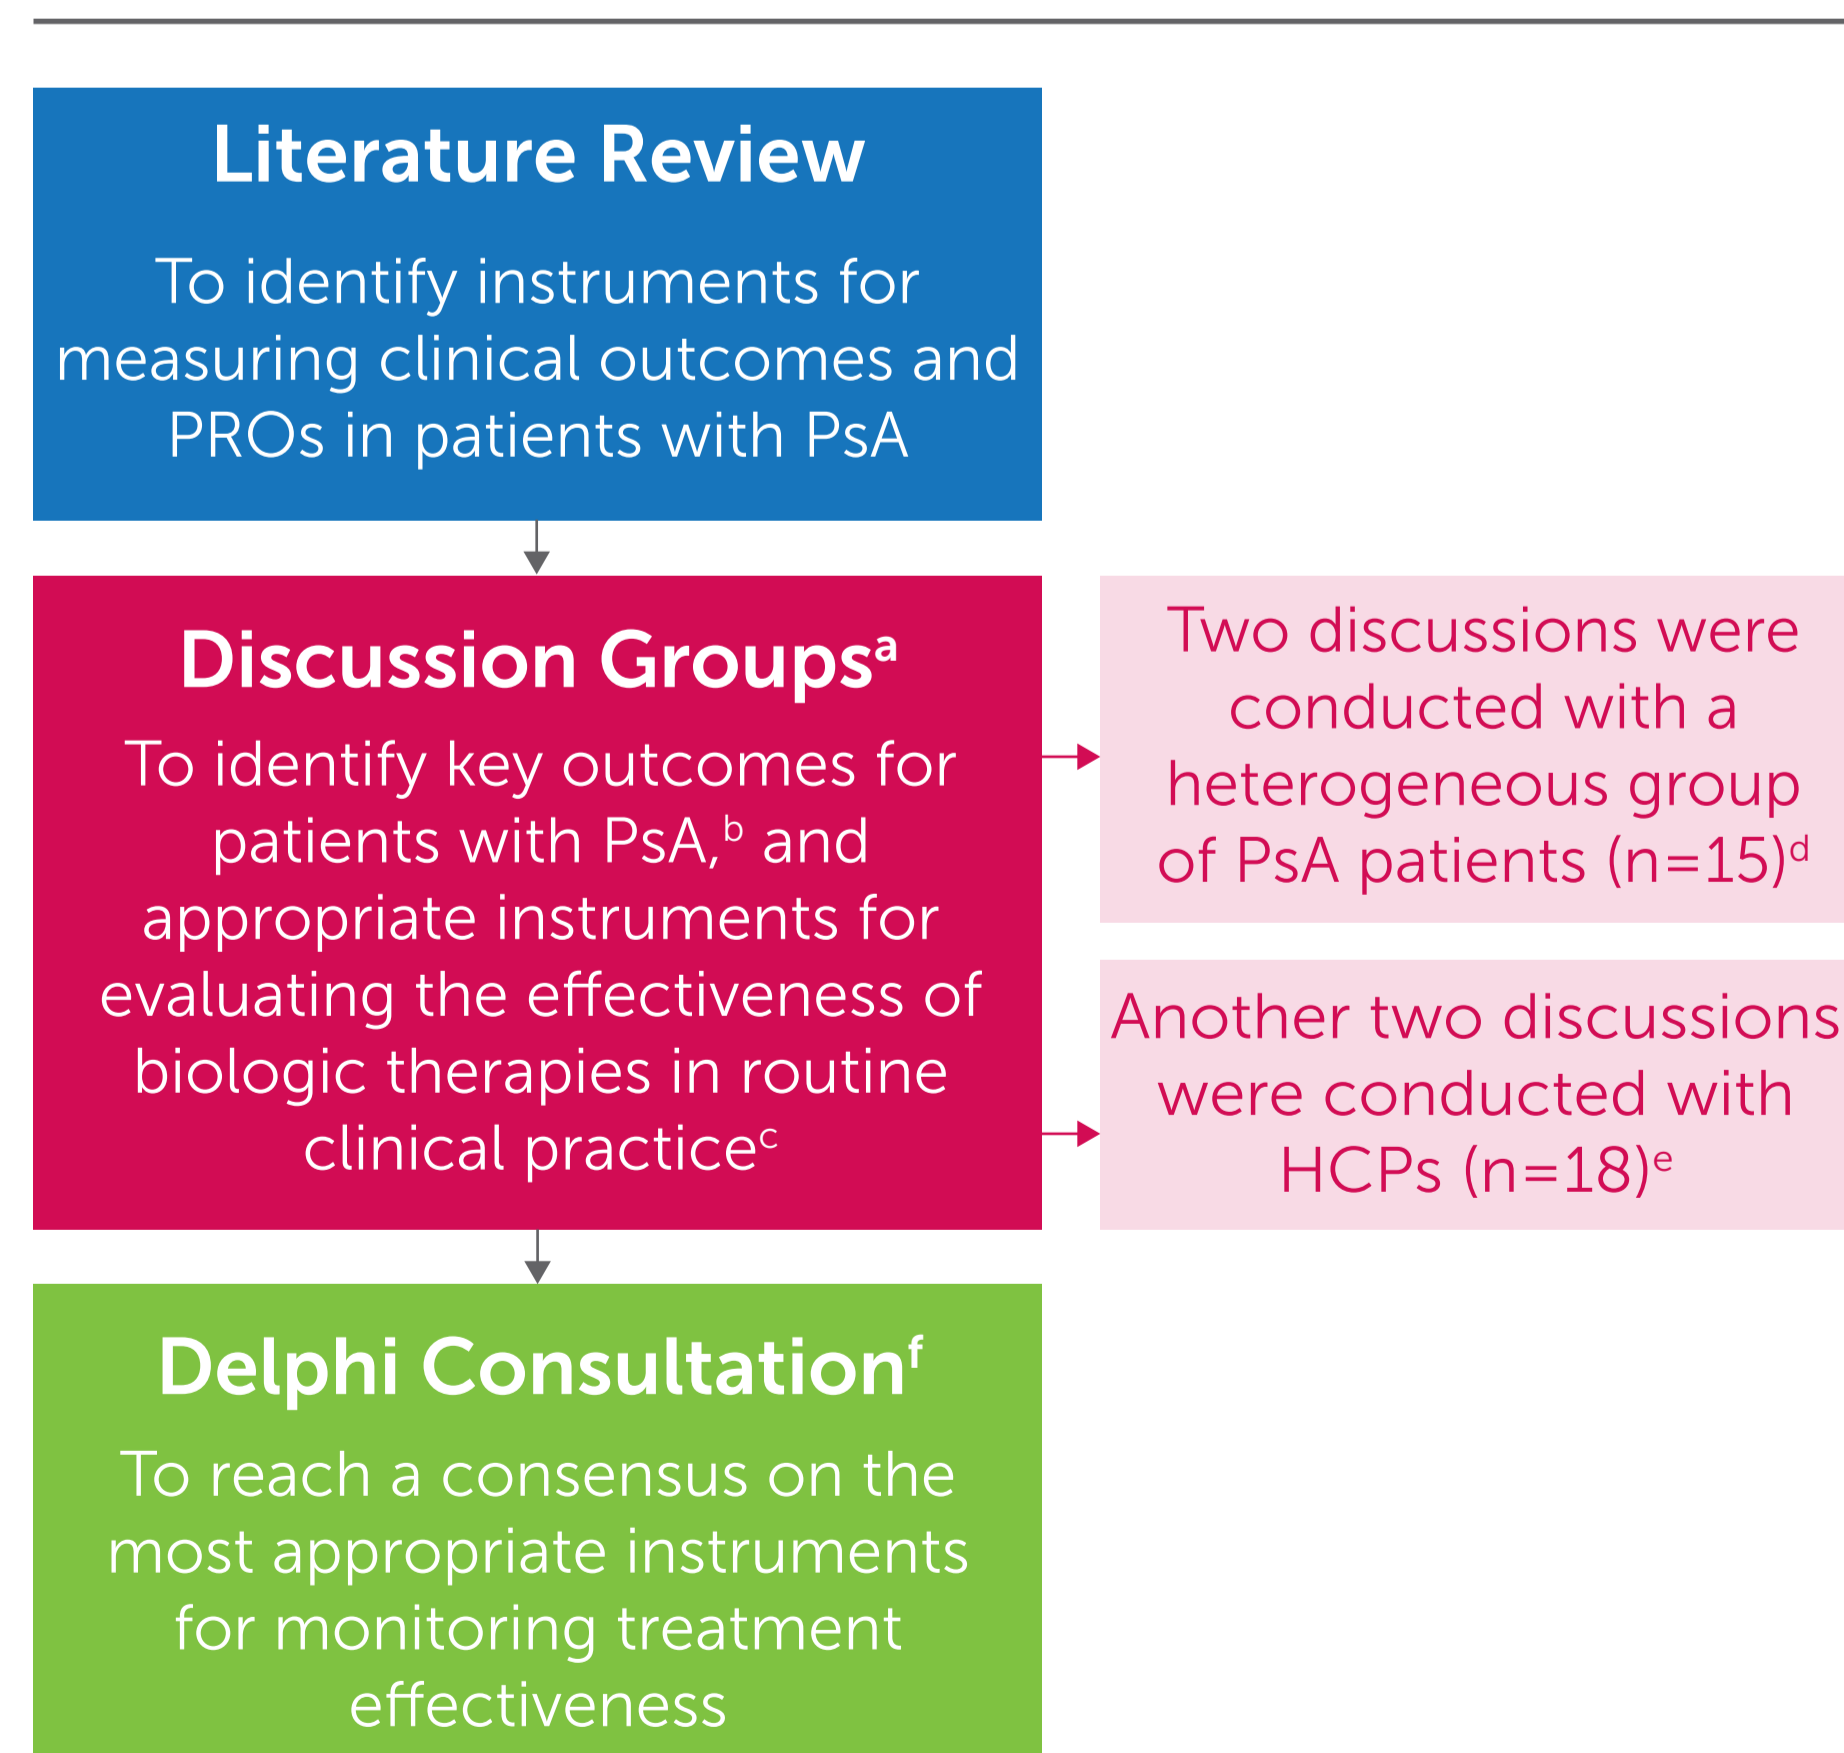 Literature Review
To identify instruments for
measuring clinical outcomes and
PROs in patients with PsA
Discussion Groupsᵃ
To identify key outcomes for
patients with PsA,ᵇ and
appropriate instruments for
evaluating the effectiveness of
biologic therapies in routine
clinical practiceᶜ
Two discussions were
conducted with a
heterogeneous group
of PsA patients (n=15)ᵈ
Another two discussions
were conducted with
HCPs (n=18)ᵉ
Delphi Consultationᶠ
To reach a consensus on the
most appropriate instruments
for monitoring treatment
effectiveness